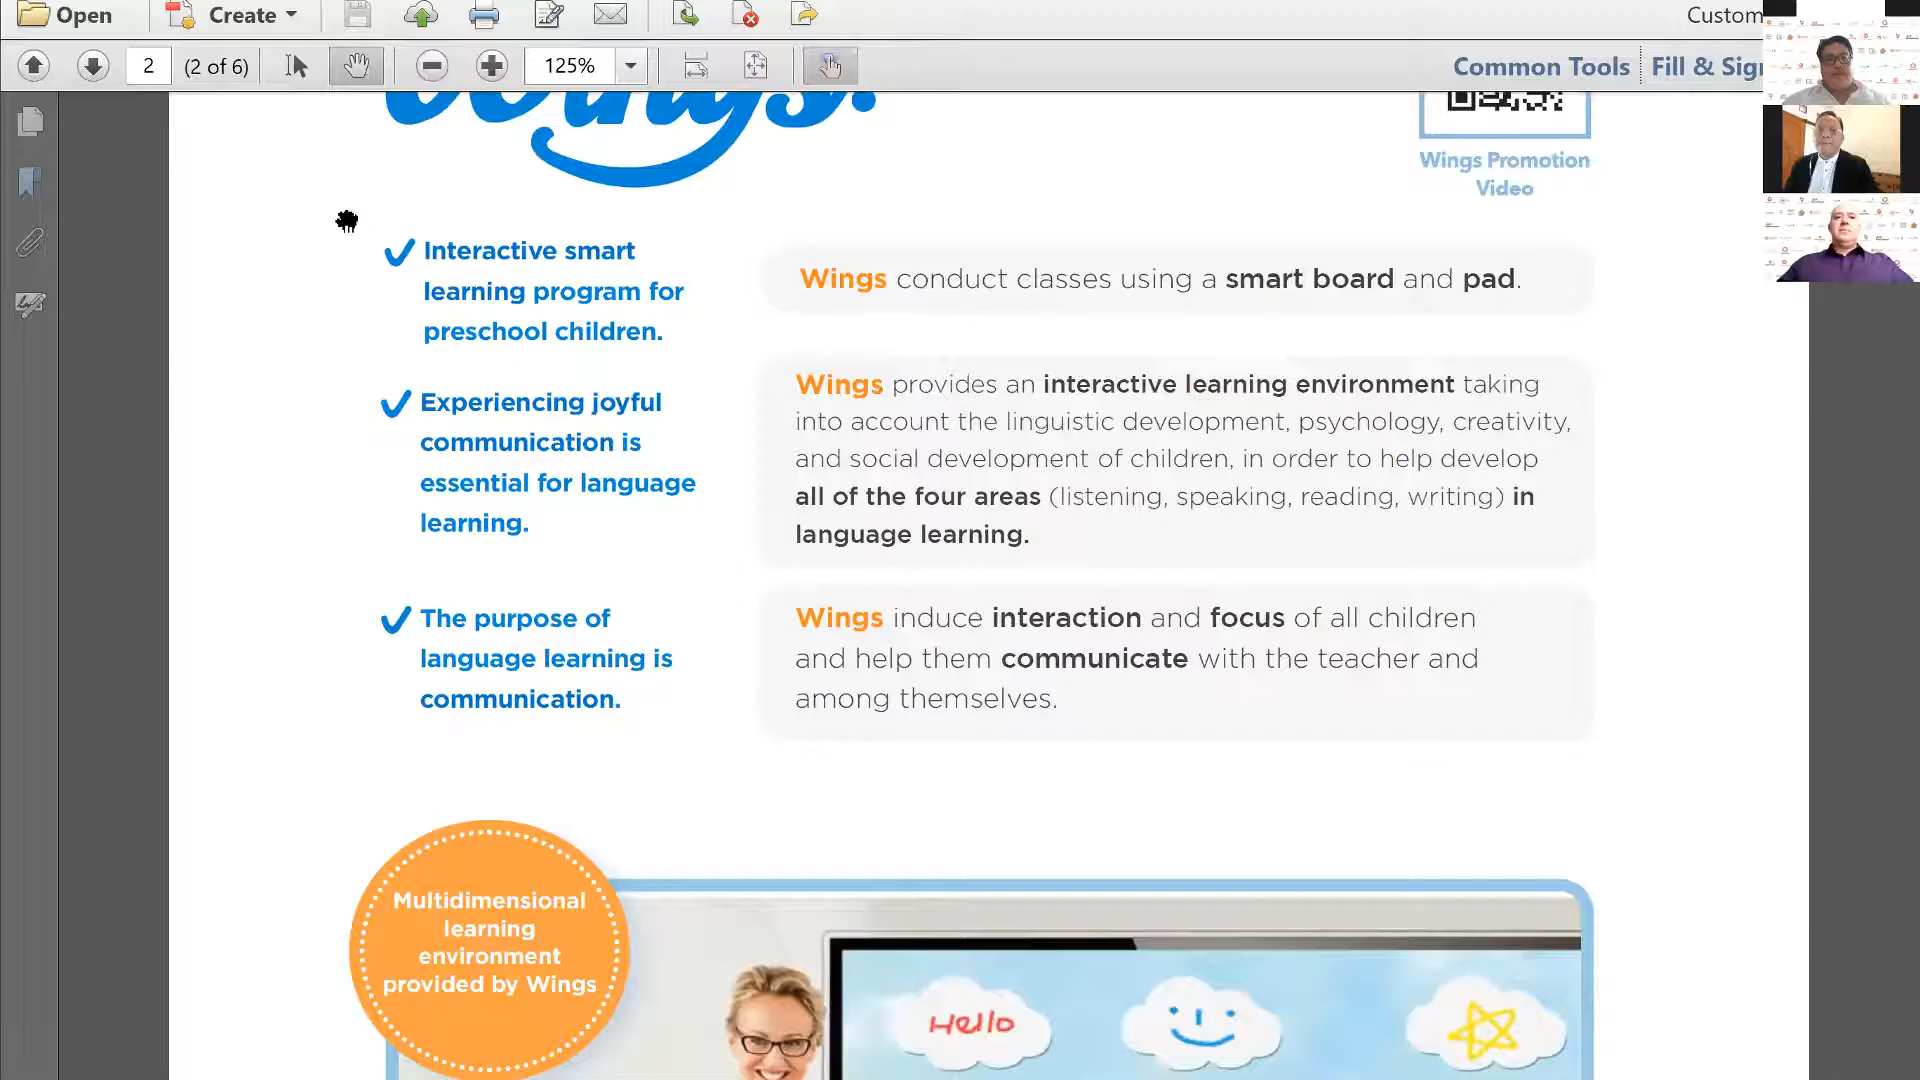 Open
Create
Custom
2
(2 of 6)
125%
Common Tools
Fill & Sign
Wings!
Wings Promotion
Video
Interactive smart
learning program for
preschool children.
Wings conduct classes using a smart board and pad.
Experiencing joyful
communication is
essential for language
learning.
Wings provides an interactive learning environment taking
into account the linguistic development, psychology, creativity,
and social development of children, in order to help develop
all of the four areas (listening, speaking, reading, writing) in
language learning.
The purpose of
language learning is
communication.
Wings induce interaction and focus of all children
and help them communicate with the teacher and
among themselves.
Multidimensional
learning
environment
provided by Wings
Hello